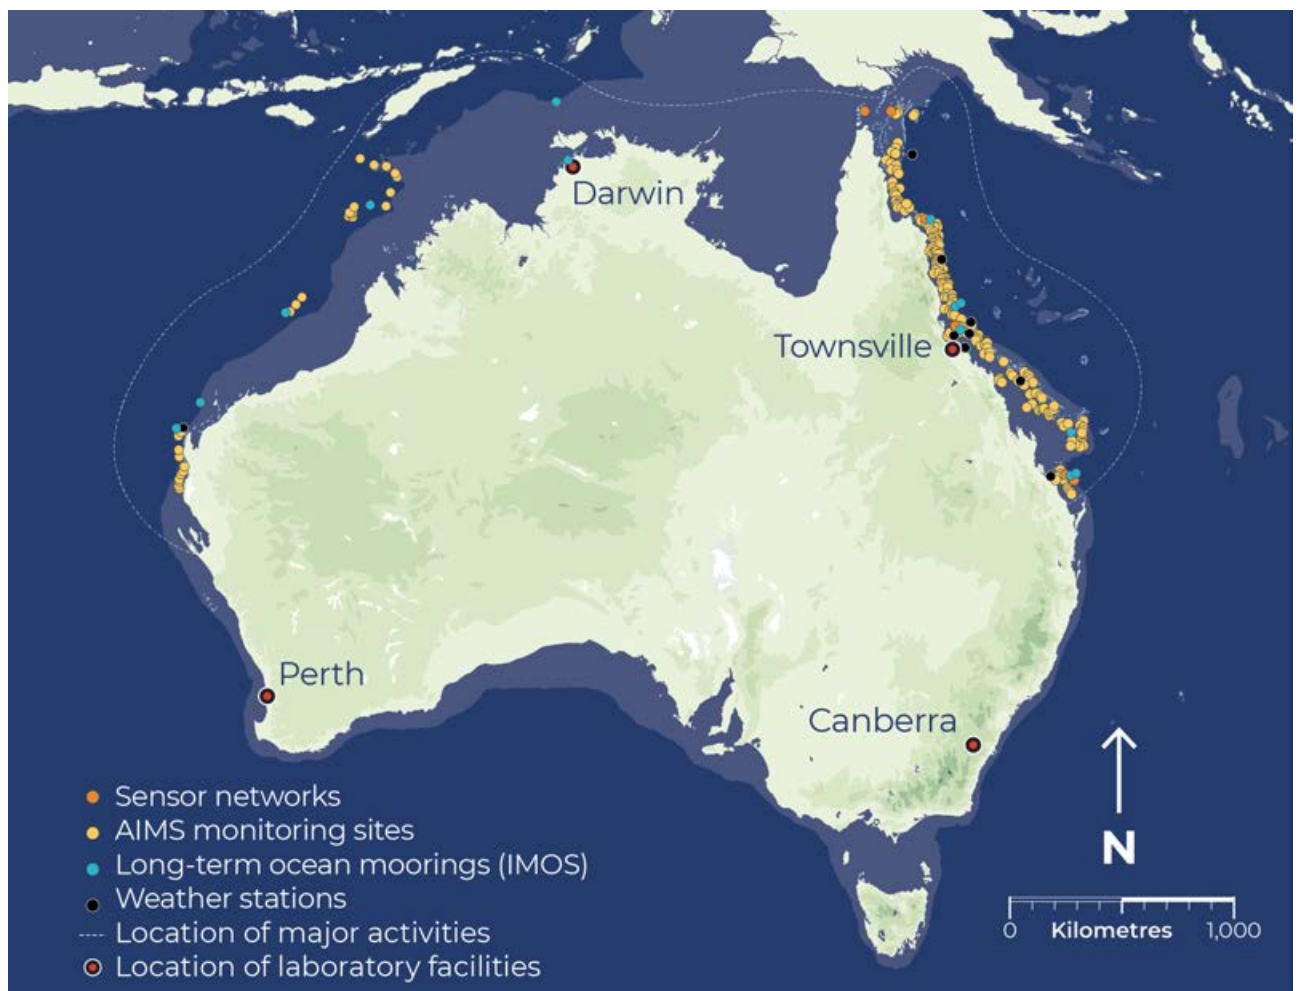 Darwin
Townsville
Perth
Canberra
Sensor networks
AIMS monitoring sites
Long-term ocean moorings (IMOS)
Weather stations
Location of major activities
Location of laboratory facilities
N
0 Kilometres 1,000